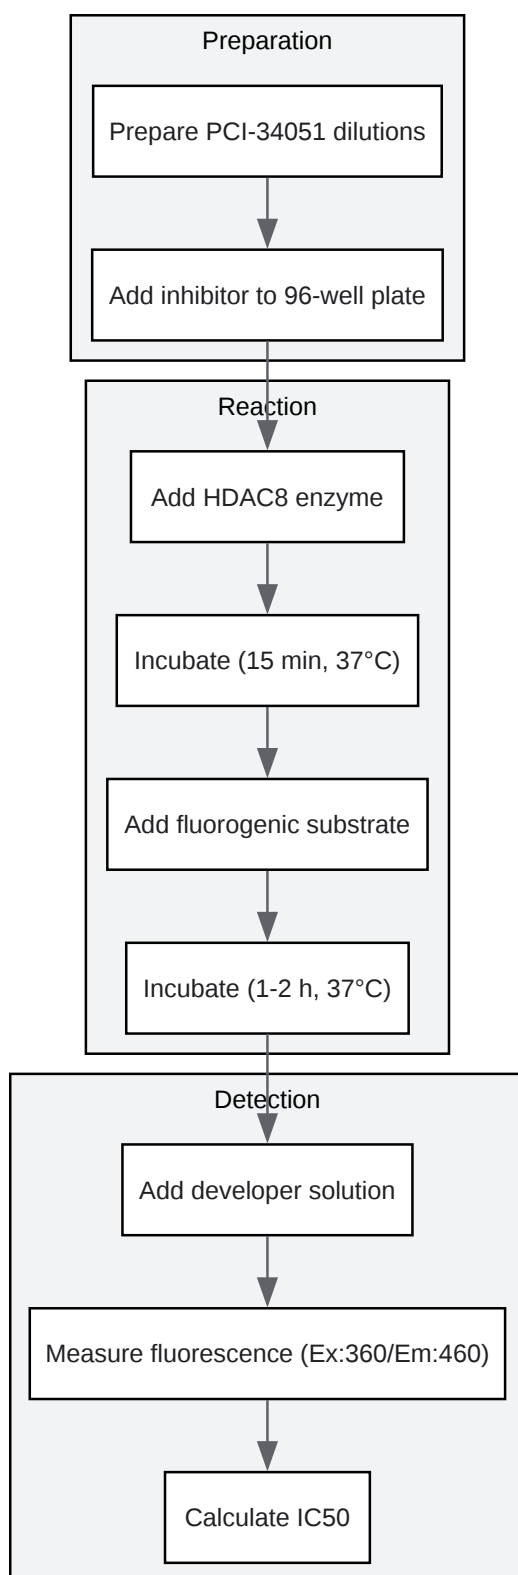 Preparation
Prepare PCI-34051 dilutions
Add inhibitor to 96-well plate
Reaction
Add HDAC8 enzyme
Incubate (15 min, 37°C)
Add fluorogenic substrate
Incubate (1-2 h, 37°C)
Detection
Add developer solution
Measure fluorescence (Ex:360/Em:460)
Calculate IC50